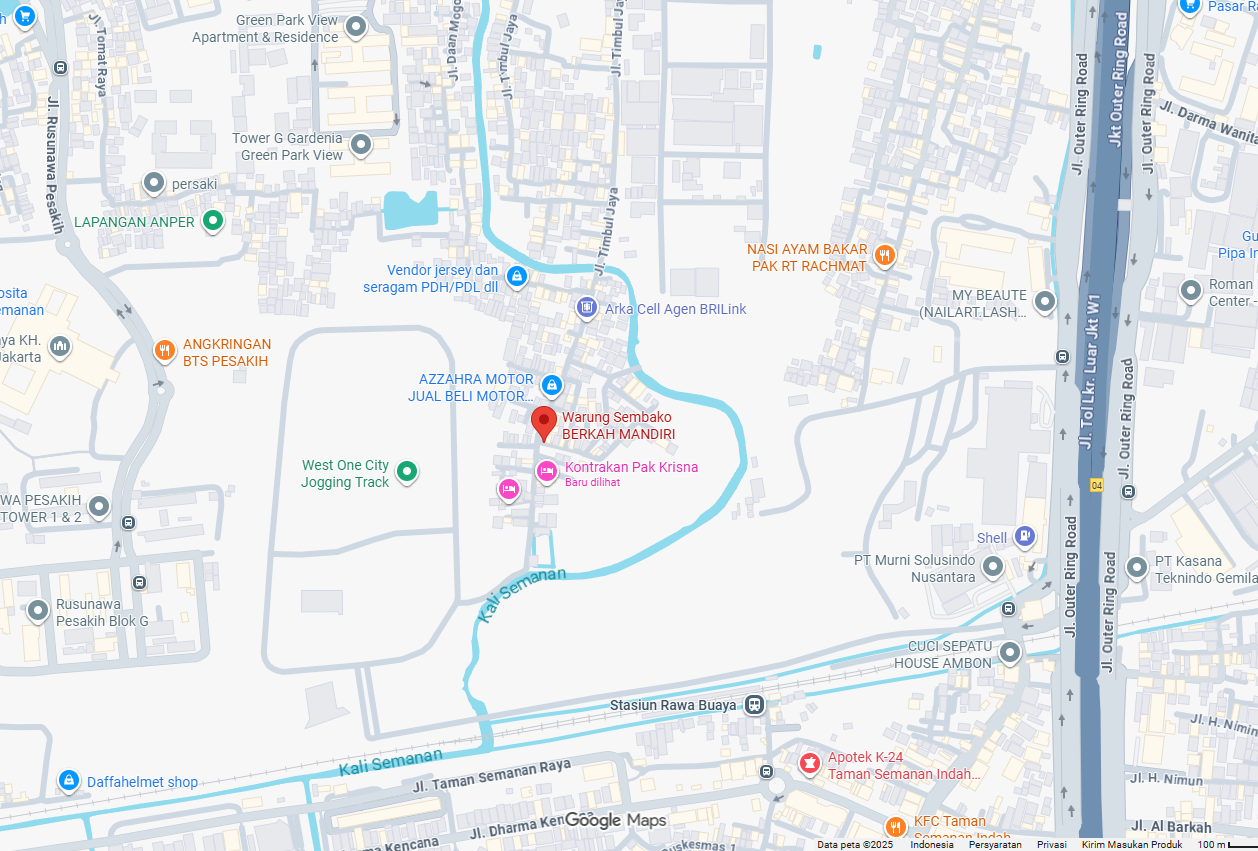 Green Park View
Apartment & Residence
Jl. Tomat Raya
Jl. Daan Mogo
Jl. Timbul Jaya
Jl. Timbul Jaya
Jl. Outer Ring Road
Jkt Outer Ring Road
Jl. Outer Ring Road
Pasar Ra
Jl. Darma Wanita
Jl. Rusunawa Pesakih
Tower G Gardenia
Green Park View
persaki
LAPANGAN ANPER
Jl. Timbul Jaya
Vendor jersey dan
seragam PDH/PDL dll
NASI AYAM BAKAR
PAK RT RACHMAT
Gu
Pipa In
osita
emanan
Arka Cell Agen BRILink
MY BEAUTE
(NAILART.LASH...
Roman
Center -
ya KH.
Jakarta
ANGKRINGAN
BTS PESAKIH
Jl. Tol Lkr. Luar Jkt W1
AZZAHRA MOTOR
JUAL BELI MOTOR...
Warung Sembako
BERKAH MANDIRI
Jl. Outer Ring Road
West One City
Jogging Track
Kontrakan Pak Krisna
Baru dilihat
04
WA PESAKIH
TOWER 1 & 2
Shell
PT Murni Solusindo
Nusantara
PT Kasana
Teknindo Gemila
Jl. Outer Ring Road
Jl. Outer Ring Road
Kali Semanan
Rusunawa
Pesakih Blok G
CUCI SEPATU
HOUSE AMBON
Stasiun Rawa Buaya
Jl. H. Nimin
Kali Semanan
Daffahelmet shop
Jl. Taman Semanan Raya
Apotek K-24
Taman Semanan Indah...
Jl. H. Nimun
Jl. Dharma Kencana
Google Maps
KFC Taman
Semanan Indah
Jl. Al Barkah
ma Kencana
uskesmas 1
Data peta ©2025 Indonesia Persyaratan Privasi Kirim Masukan Produk 100 m